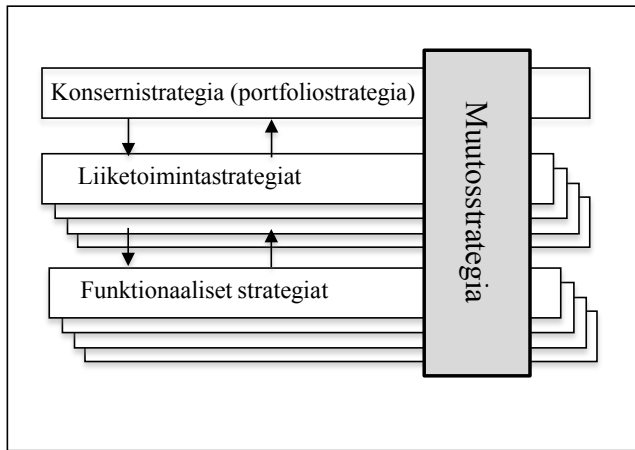 Konsernistrategia (portfoliostrategia)
Liiketoimintastrategiat
Funktionaaliset strategiat
Muutosstrategia